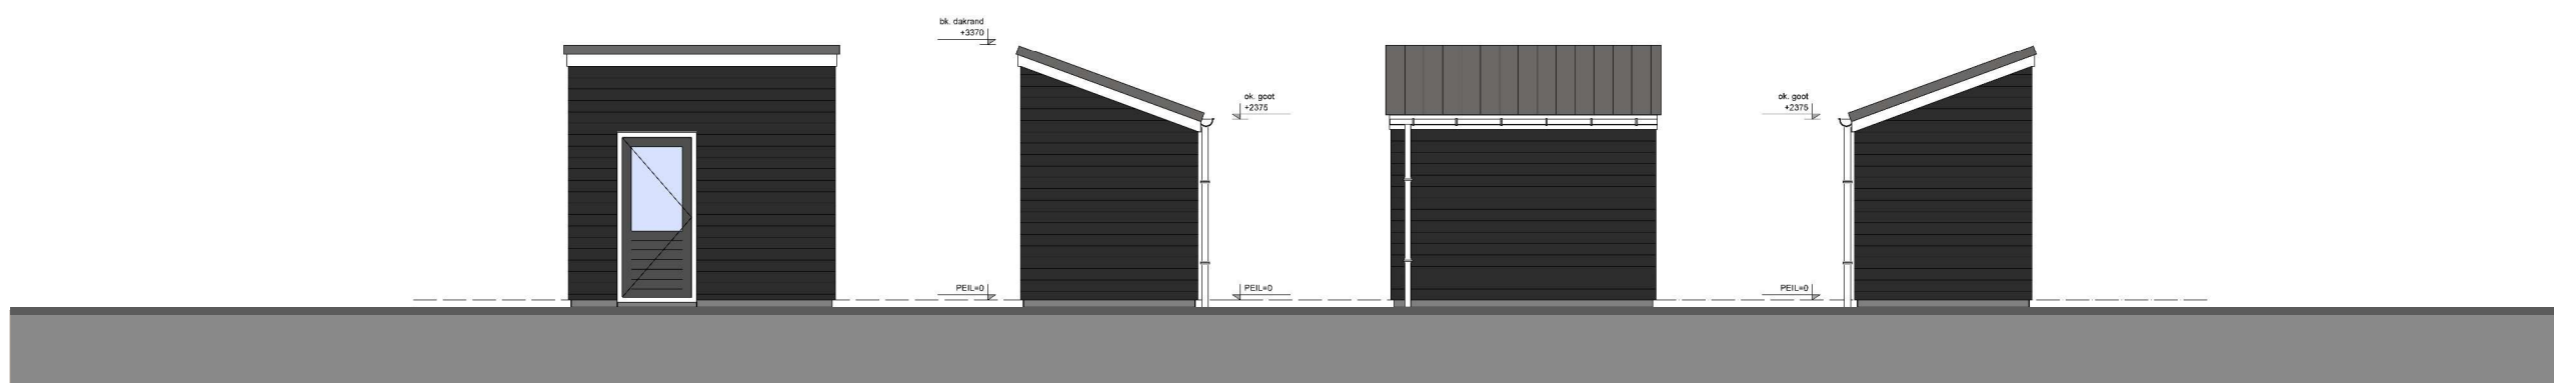 bk. dakrand
+3370
ok. goot
+2375
ok. goot
+2375
PEIL=0
PEIL=0
PEIL=0